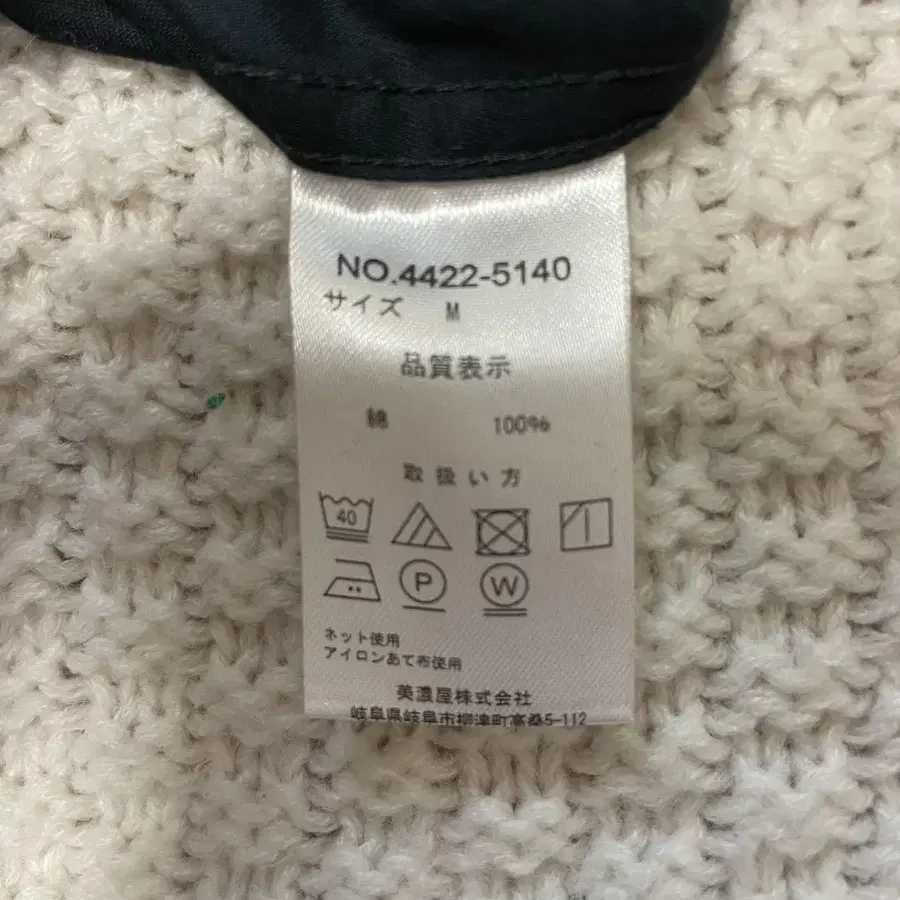 NO.4422-5140
サイズ M
品質表示
綿 100%
取扱い方
40
P W
ネット使用
アイロンあて布使用
美濃屋株式会社
岐阜県岐阜市柳津町高桑5-112